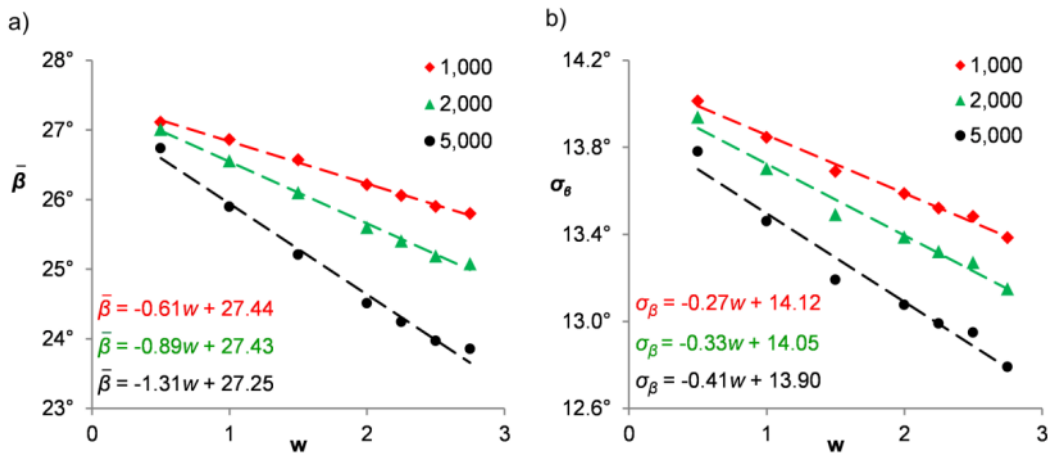 a)
28°
27°
26°
25°
24°
23°
β̄
1,000
2,000
5,000
β̄ = -0.61w + 27.44
β̄ = -0.89w + 27.43
β̄ = -1.31w + 27.25
0 1 2 3
w
b)
14.2°
13.8°
13.4°
13.0°
12.6°
σᵦ
1,000
2,000
5,000
σᵦ = -0.27w + 14.12
σᵦ = -0.33w + 14.05
σᵦ = -0.41w + 13.90
0 1 2 3
w